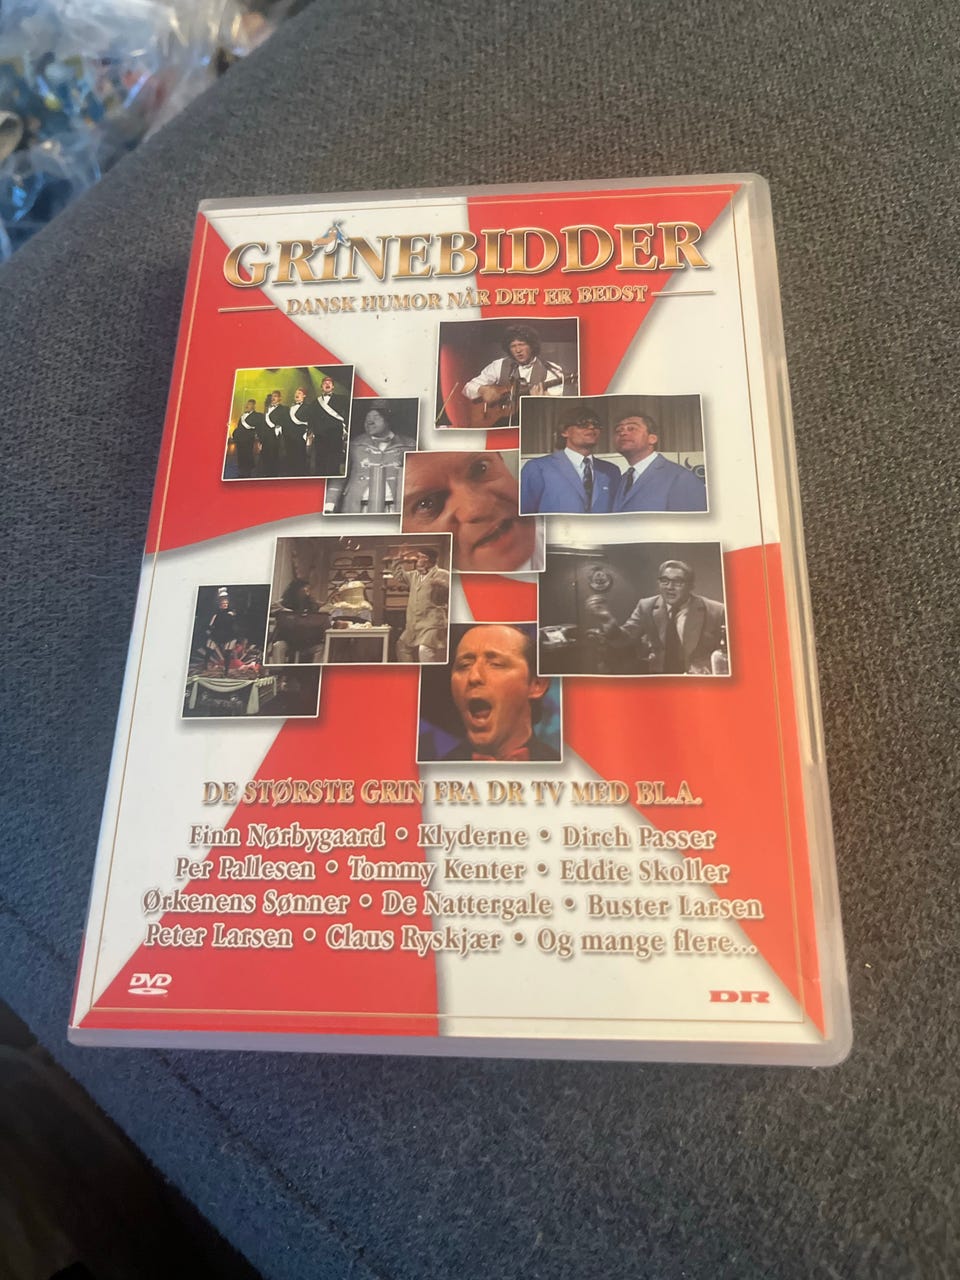 GRINEBIDDER
DANSK HUMOR NÅR DET ER BEDST
DE STØRSTE GRIN FRA DR TV MED BL.A.
Finn Nørbygaard • Klyderne • Dirch Passer
Per Pallesen • Tommy Kenter • Eddie Skoller
Ørkenens Sønner • De Nattergale • Buster Larsen
Peter Larsen • Claus Ryskjær • Og mange flere...
DVD
DR